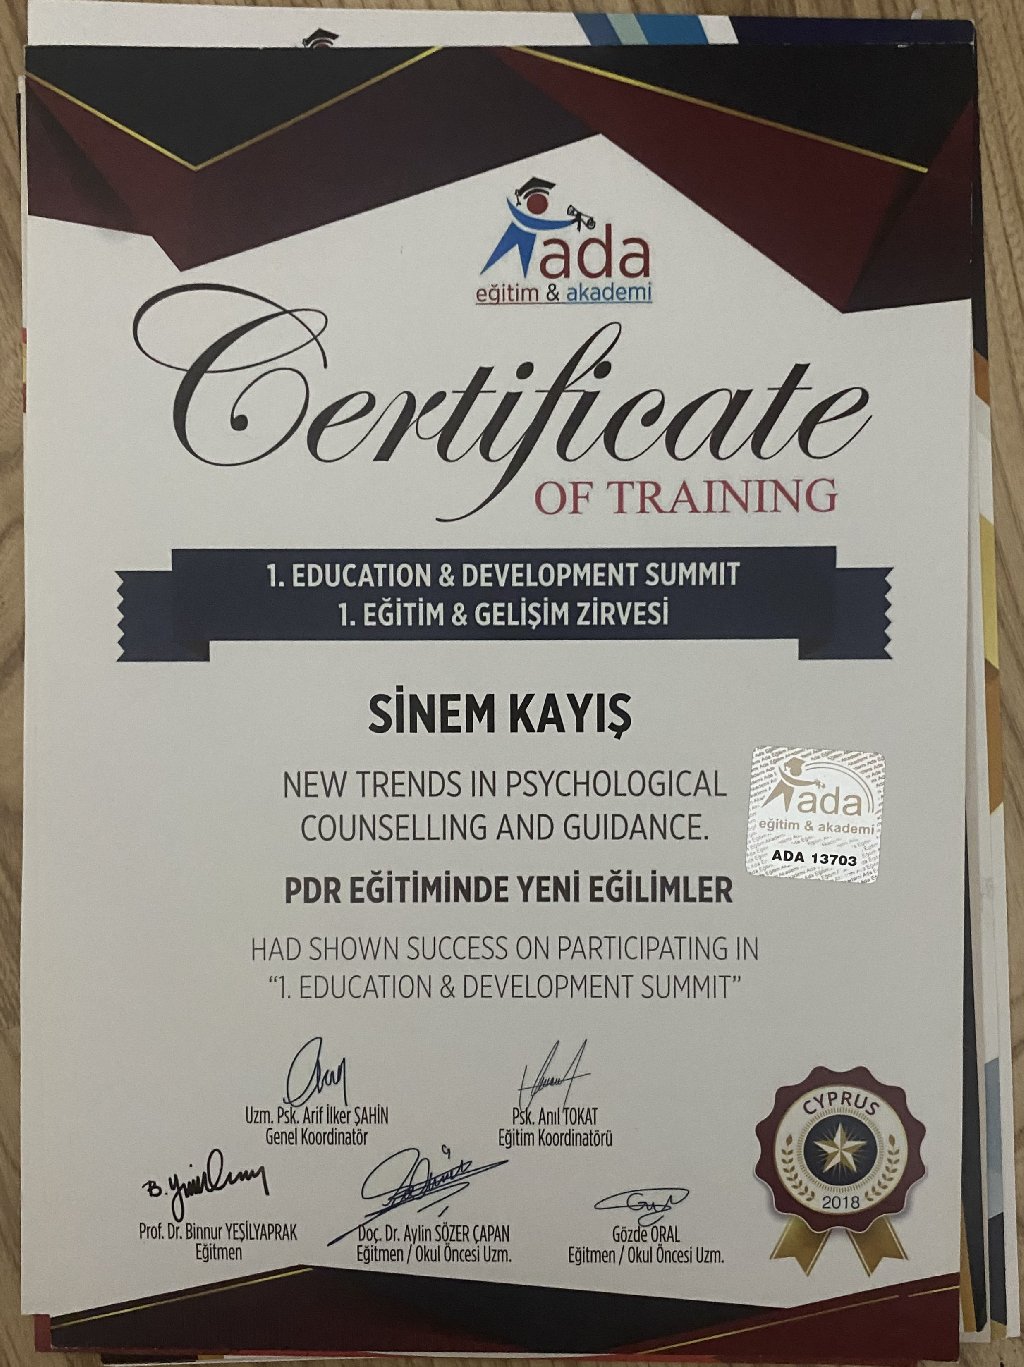 ada
eğitim & akademi
Certificate
OF TRAINING
1. EDUCATION & DEVELOPMENT SUMMIT
1. EĞİTİM & GELİŞİM ZİRVESİ
SİNEM KAYIŞ
NEW TRENDS IN PSYCHOLOGICAL
COUNSELLING AND GUIDANCE.
ada
eğitim & akademi
ADA 13703
PDR EĞİTİMİNDE YENİ EĞİLİMLER
HAD SHOWN SUCCESS ON PARTICIPATING IN
“1. EDUCATION & DEVELOPMENT SUMMIT”
Uzm. Psk. Arif İlker ŞAHİN
Genel Koordinatör
Psk. Anıl TOKAT
Eğitim Koordinatörü
Prof. Dr. Binnur YEŞİLYAPRAK
Eğitmen
Doç. Dr. Aylin SÖZER ÇAPAN
Eğitmen / Okul Öncesi Uzm.
Gözde ORAL
Eğitmen / Okul Öncesi Uzm.
CYPRUS
2018